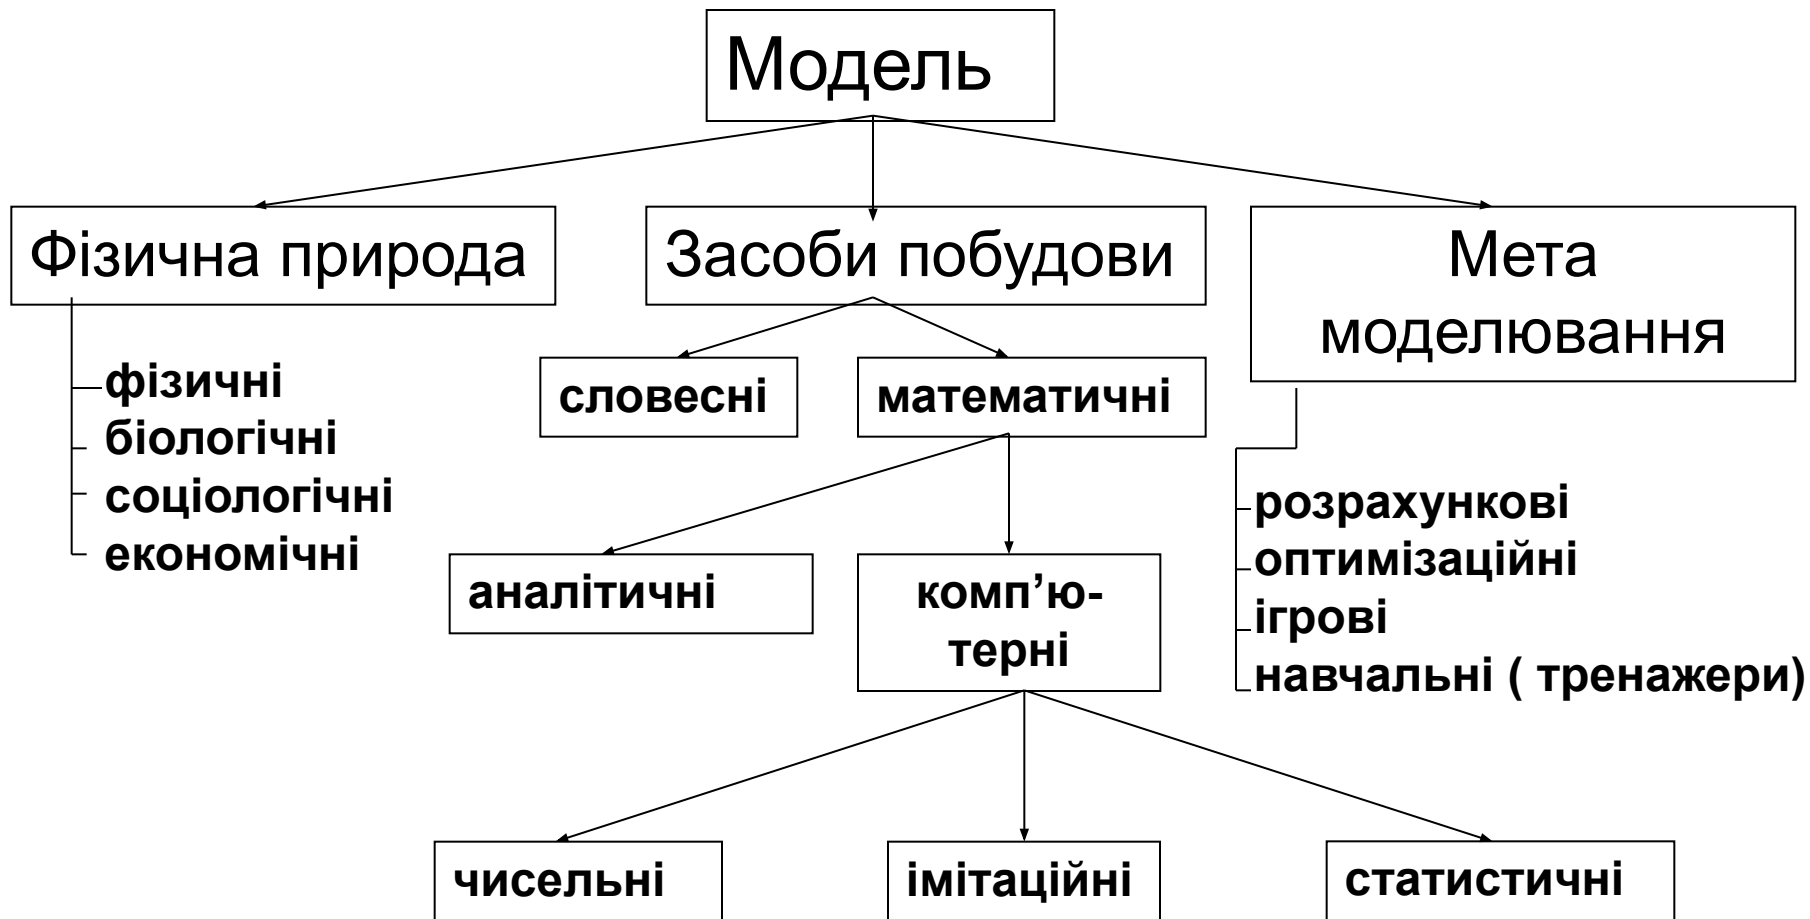 Модель
Фізична природа
Засоби побудови
Мета
моделювання
фізичні
біологічні
соціологічні
економічні
словесні
математичні
розрахункові
оптимізаційні
ігрові
навчальні ( тренажери)
аналітичні
комп’ю-
терні
чисельні
імітаційні
статистичні